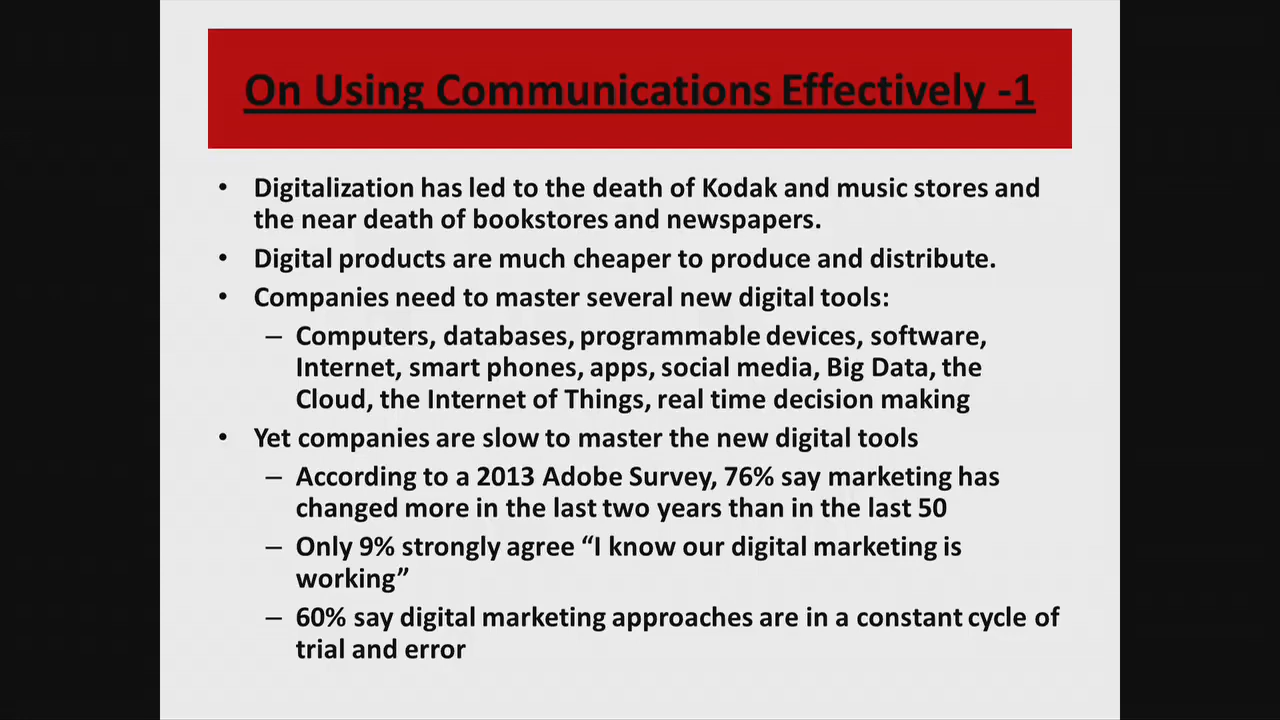 On Using Communications Effectively -1
• Digitalization has led to the death of Kodak and music stores and
the near death of bookstores and newspapers.
• Digital products are much cheaper to produce and distribute.
• Companies need to master several new digital tools:
– Computers, databases, programmable devices, software,
Internet, smart phones, apps, social media, Big Data, the
Cloud, the Internet of Things, real time decision making
• Yet companies are slow to master the new digital tools
– According to a 2013 Adobe Survey, 76% say marketing has
changed more in the last two years than in the last 50
– Only 9% strongly agree “I know our digital marketing is
working”
– 60% say digital marketing approaches are in a constant cycle of
trial and error